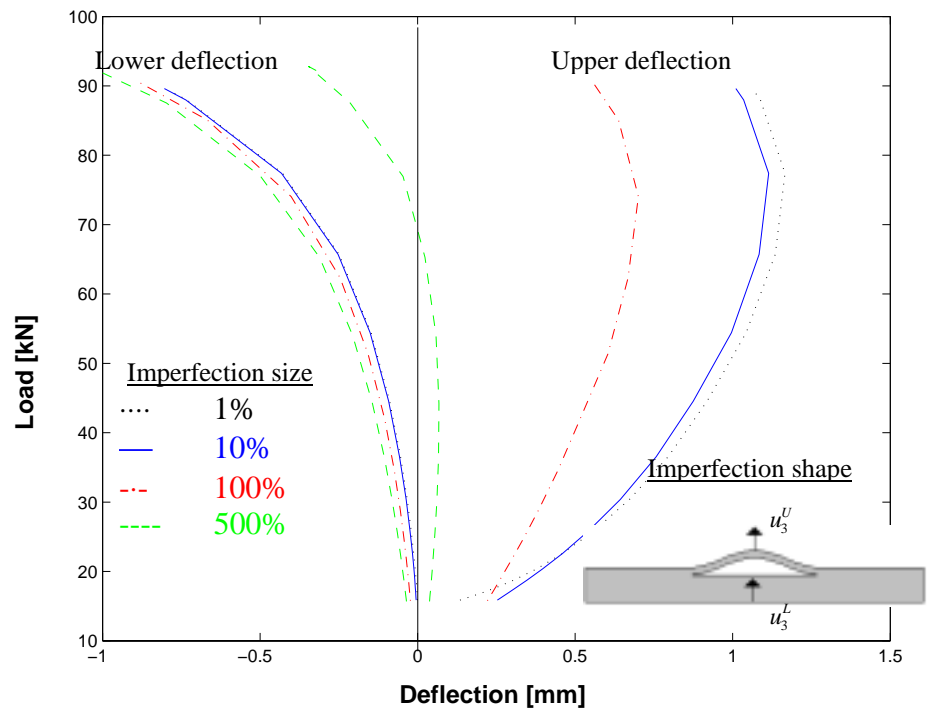 100
90
80
70
60
50
40
30
20
10
Load [kN]
-1
-0.5
0
0.5
1
1.5
Deflection [mm]
Lower deflection
Upper deflection
Imperfection size
1%
10%
100%
500%
Imperfection shape
u₃ᵁ
u₃ᴸ